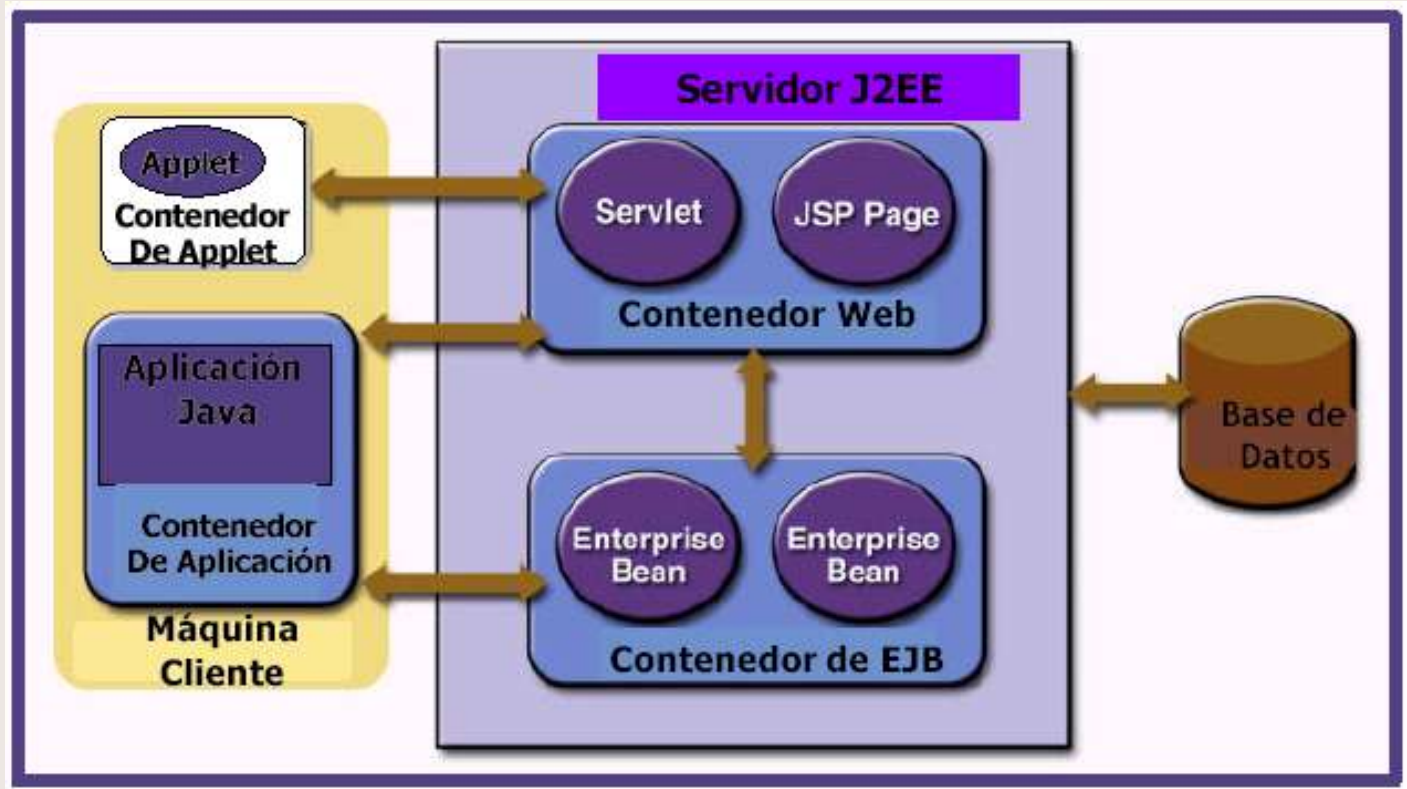 Servidor J2EE
Applet
Contenedor
De Applet
Servlet
JSP Page
Contenedor Web
Aplicación
Java
Contenedor
De Aplicación
Máquina
Cliente
Enterprise
Bean
Enterprise
Bean
Contenedor de EJB
Base de
Datos